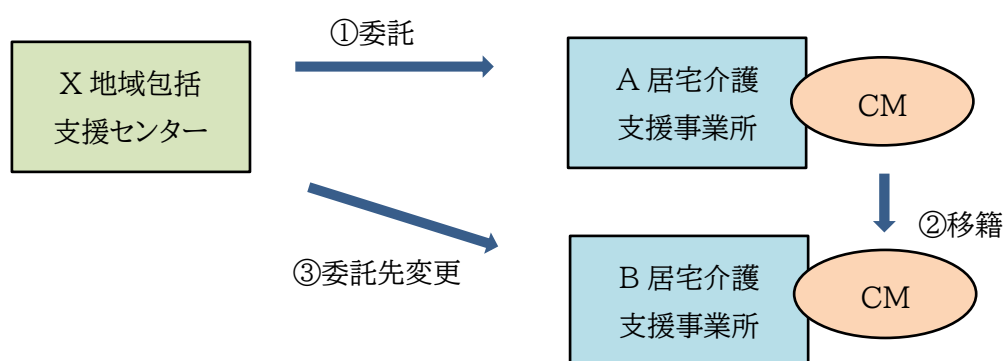 ①委託
X 地域包括
支援センター
A 居宅介護
支援事業所
CM
②移籍
③委託先変更
B 居宅介護
支援事業所
CM